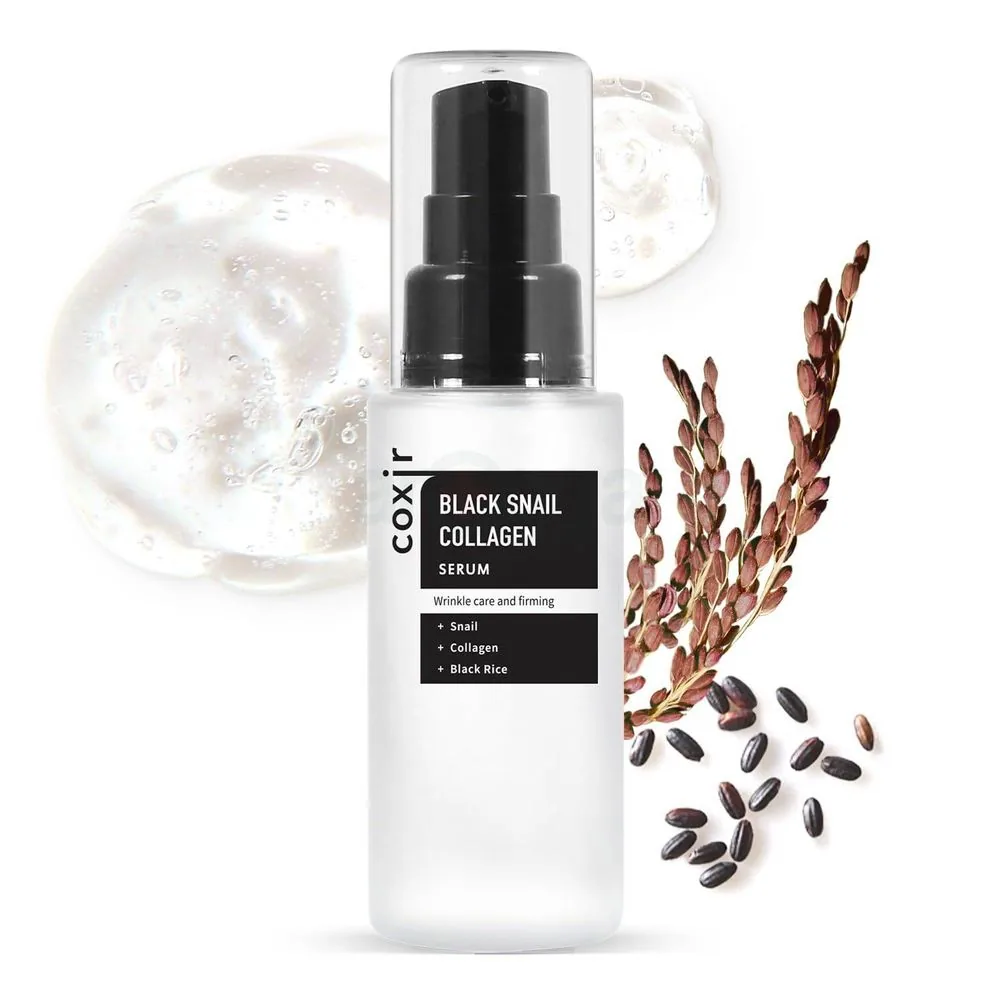 coxir
BLACK SNAIL
COLLAGEN
SERUM
Wrinkle care and firming
+ Snail
+ Collagen
+ Black Rice